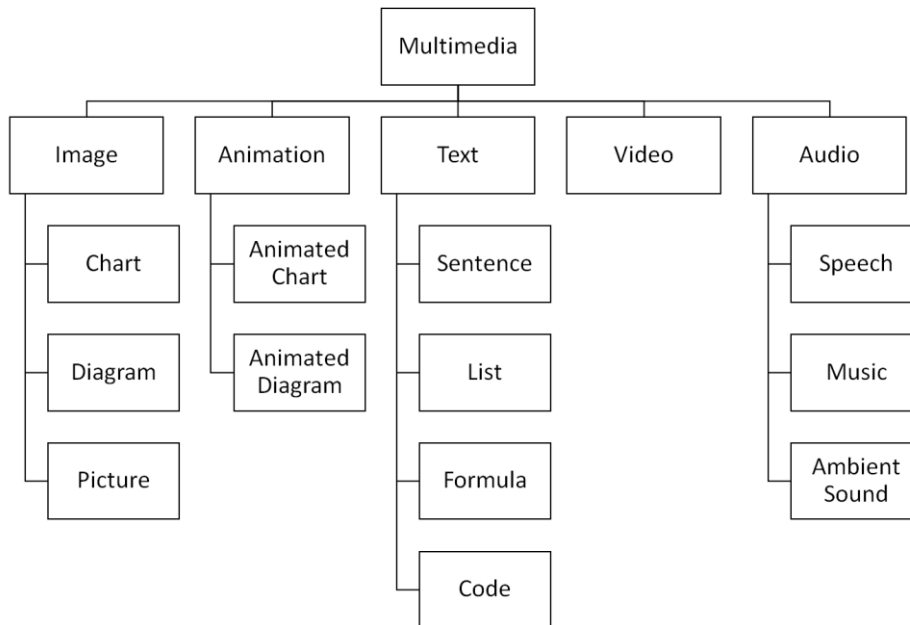 Multimedia
Image
Animation
Text
Video
Audio
Chart
Animated
Chart
Sentence
Speech
Diagram
Animated
Diagram
List
Music
Picture
Formula
Ambient
Sound
Code